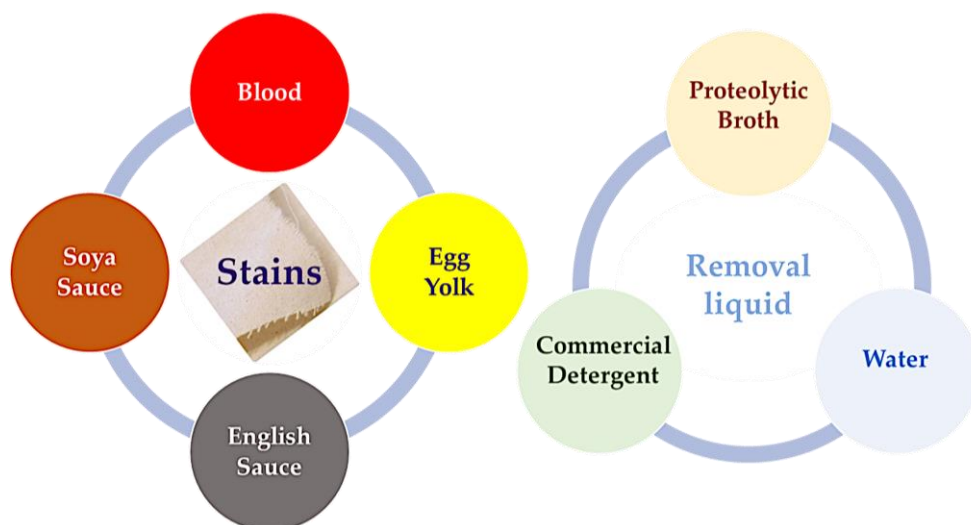 Blood
Soya
Sauce
Stains
Egg
Yolk
English
Sauce
Proteolytic
Broth
Removal
liquid
Commercial
Detergent
Water